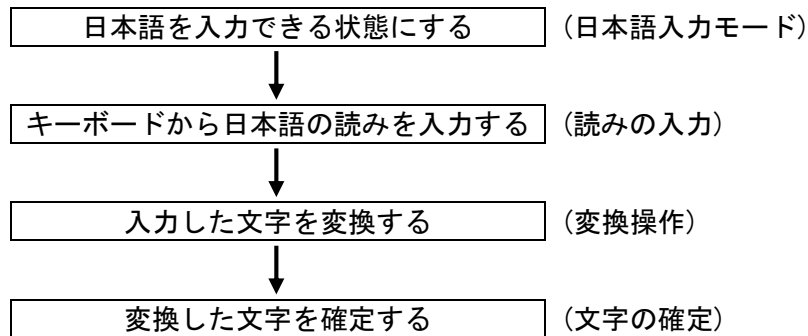 日本語を入力できる状態にする (日本語入力モード)
キーボードから日本語の読みを入力する (読みの入力)
入力した文字を変換する (変換操作)
変換した文字を確定する (文字の確定)